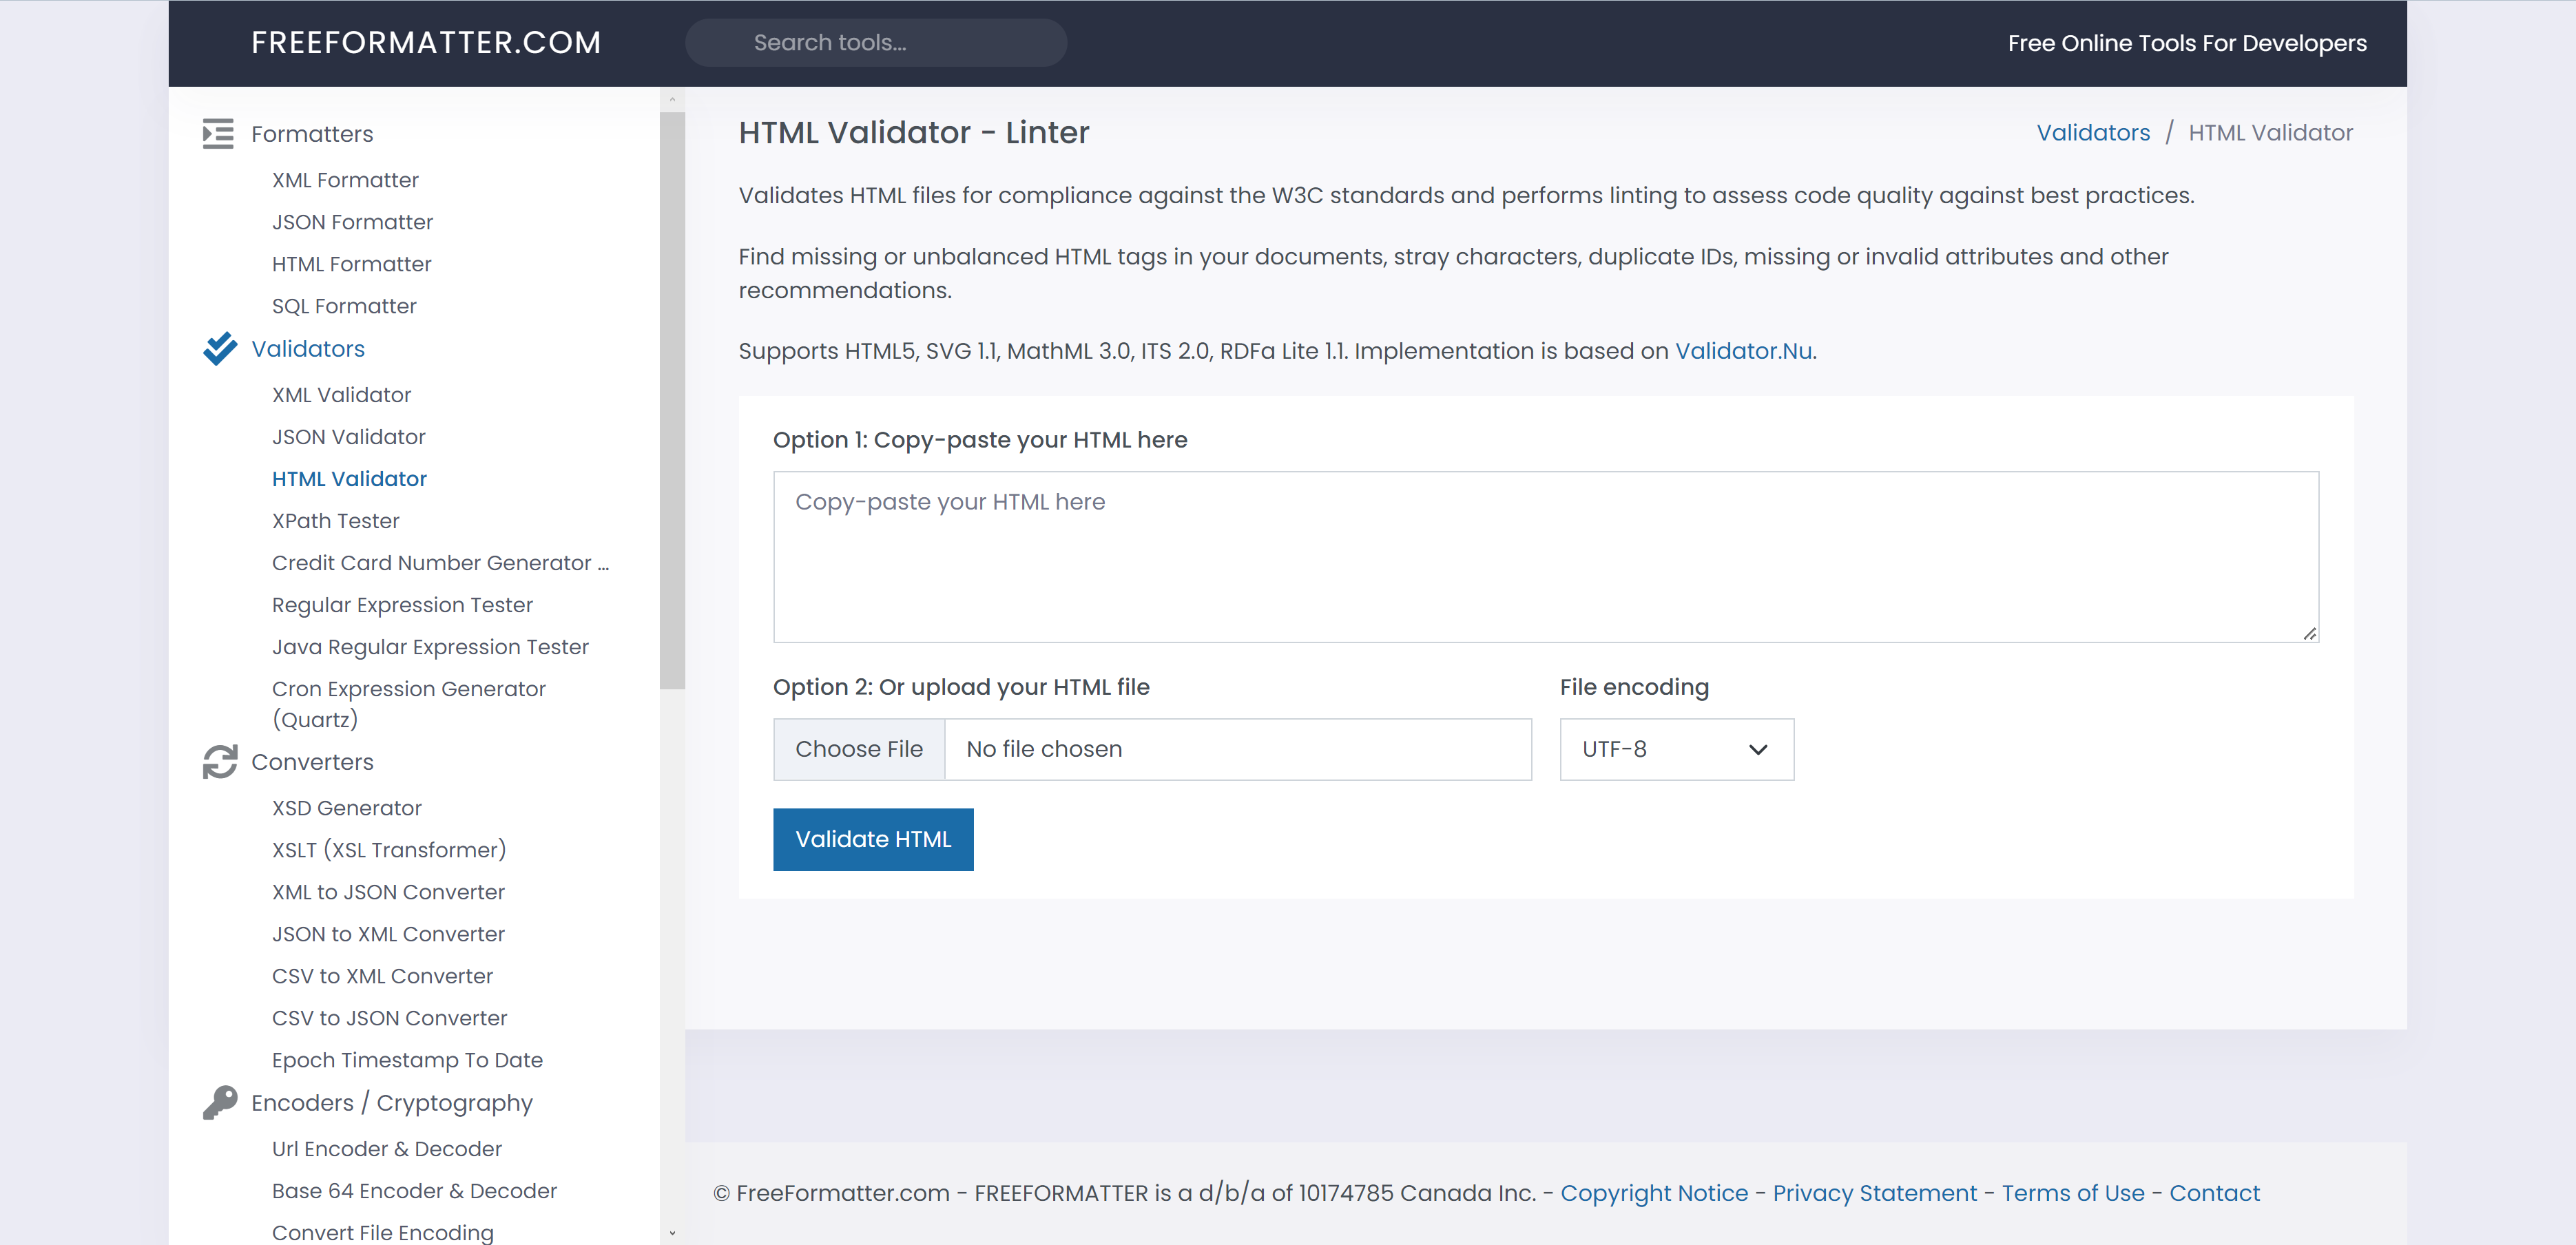 FREEFORMATTER.COM
Search tools...
Free Online Tools For Developers
Formatters
XML Formatter
JSON Formatter
HTML Formatter
SQL Formatter
Validators
XML Validator
JSON Validator
HTML Validator
XPath Tester
Credit Card Number Generator ...
Regular Expression Tester
Java Regular Expression Tester
Cron Expression Generator
(Quartz)
Converters
XSD Generator
XSLT (XSL Transformer)
XML to JSON Converter
JSON to XML Converter
CSV to XML Converter
CSV to JSON Converter
Epoch Timestamp To Date
Encoders / Cryptography
Url Encoder & Decoder
Base 64 Encoder & Decoder
Convert File Encoding
HTML Validator - Linter
Validators / HTML Validator
Validates HTML files for compliance against the W3C standards and performs linting to assess code quality against best practices.
Find missing or unbalanced HTML tags in your documents, stray characters, duplicate IDs, missing or invalid attributes and other
recommendations.
Supports HTML5, SVG 1.1, MathML 3.0, ITS 2.0, RDFa Lite 1.1. Implementation is based on Validator.Nu.
Option 1: Copy-paste your HTML here
Copy-paste your HTML here
Option 2: Or upload your HTML file
File encoding
Choose File No file chosen
UTF-8
Validate HTML
© FreeFormatter.com - FREEFORMATTER is a d/b/a of 10174785 Canada Inc. - Copyright Notice - Privacy Statement - Terms of Use - Contact